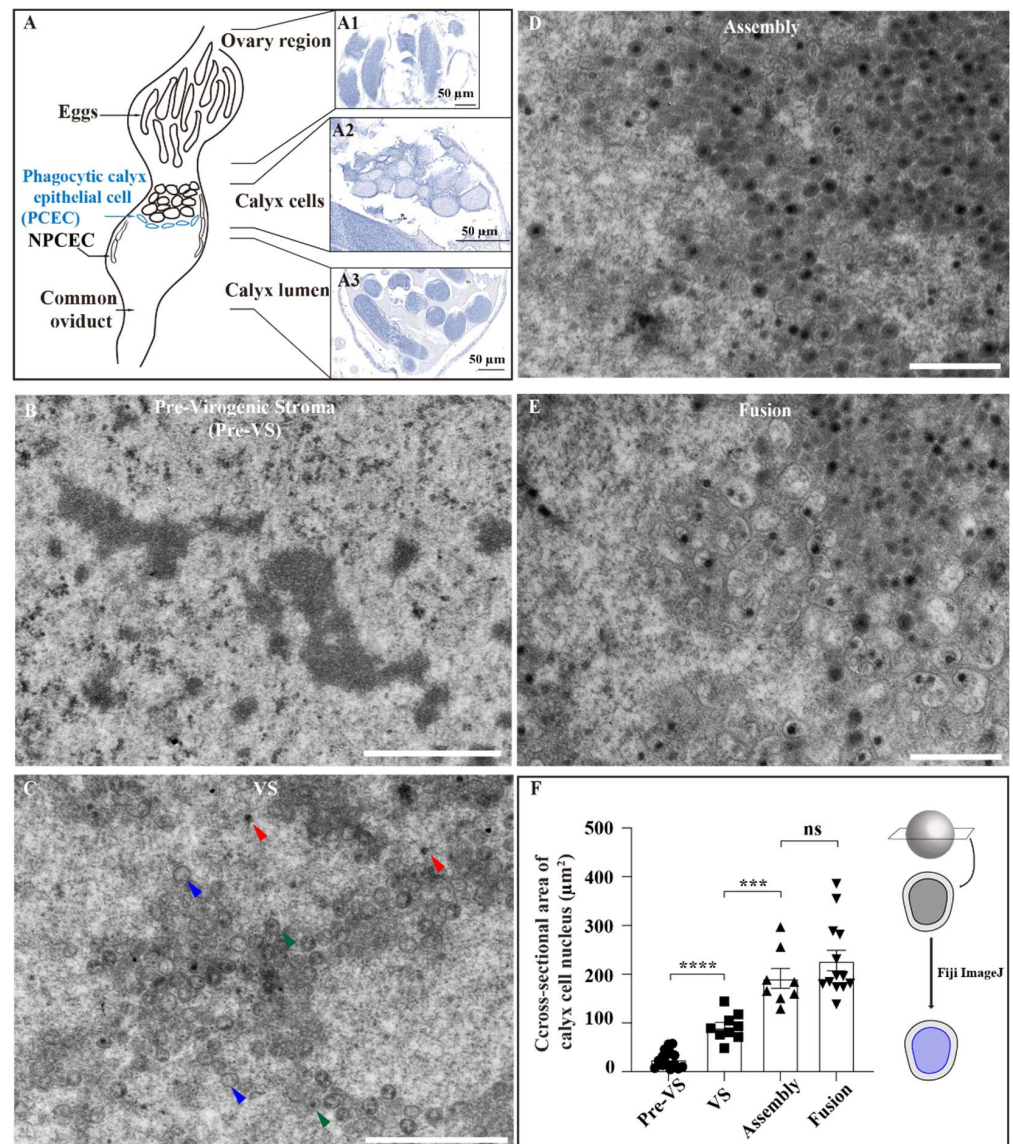 A
Ovary region
Eggs
Phagocytic calyx
epithelial cell
(PCEC)
NPCEC
Calyx cells
Calyx lumen
Common
oviduct
A1
50 µm
A2
50 µm
A3
50 µm
B
Pre-Virogenic Stroma
(Pre-VS)
C
VS
D
Assembly
E
Fusion
F
Ccross-sectional area of
calyx cell nucleus (µm²)
500
400
300
200
100
0
****
***
ns
Pre-VS
VS
Assembly
Fusion
Fiji ImageJ